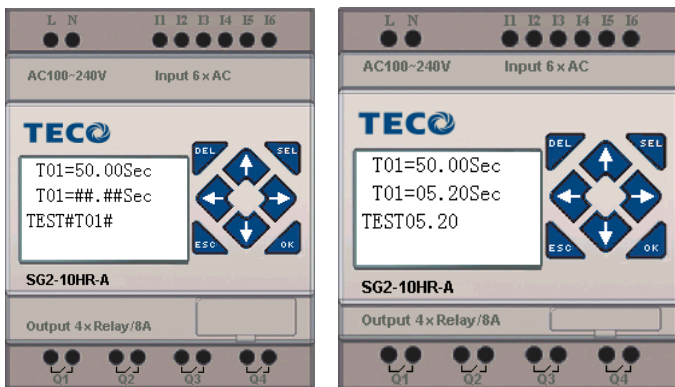 L N I1 I2 I3 I4 I5 I6
AC100~240V Input 6×AC
TECO
DEL SEL
T01=50.00Sec
T01=##.##Sec
TEST#T01#
ESC OK
SG2-10HR-A
Output 4×Relay/8A
Q1 Q2 Q3 Q4
L N I1 I2 I3 I4 I5 I6
AC100~240V Input 6×AC
TECO
DEL SEL
T01=50.00Sec
T01=05.20Sec
TEST05.20
ESC OK
SG2-10HR-A
Output 4×Relay/8A
Q1 Q2 Q3 Q4